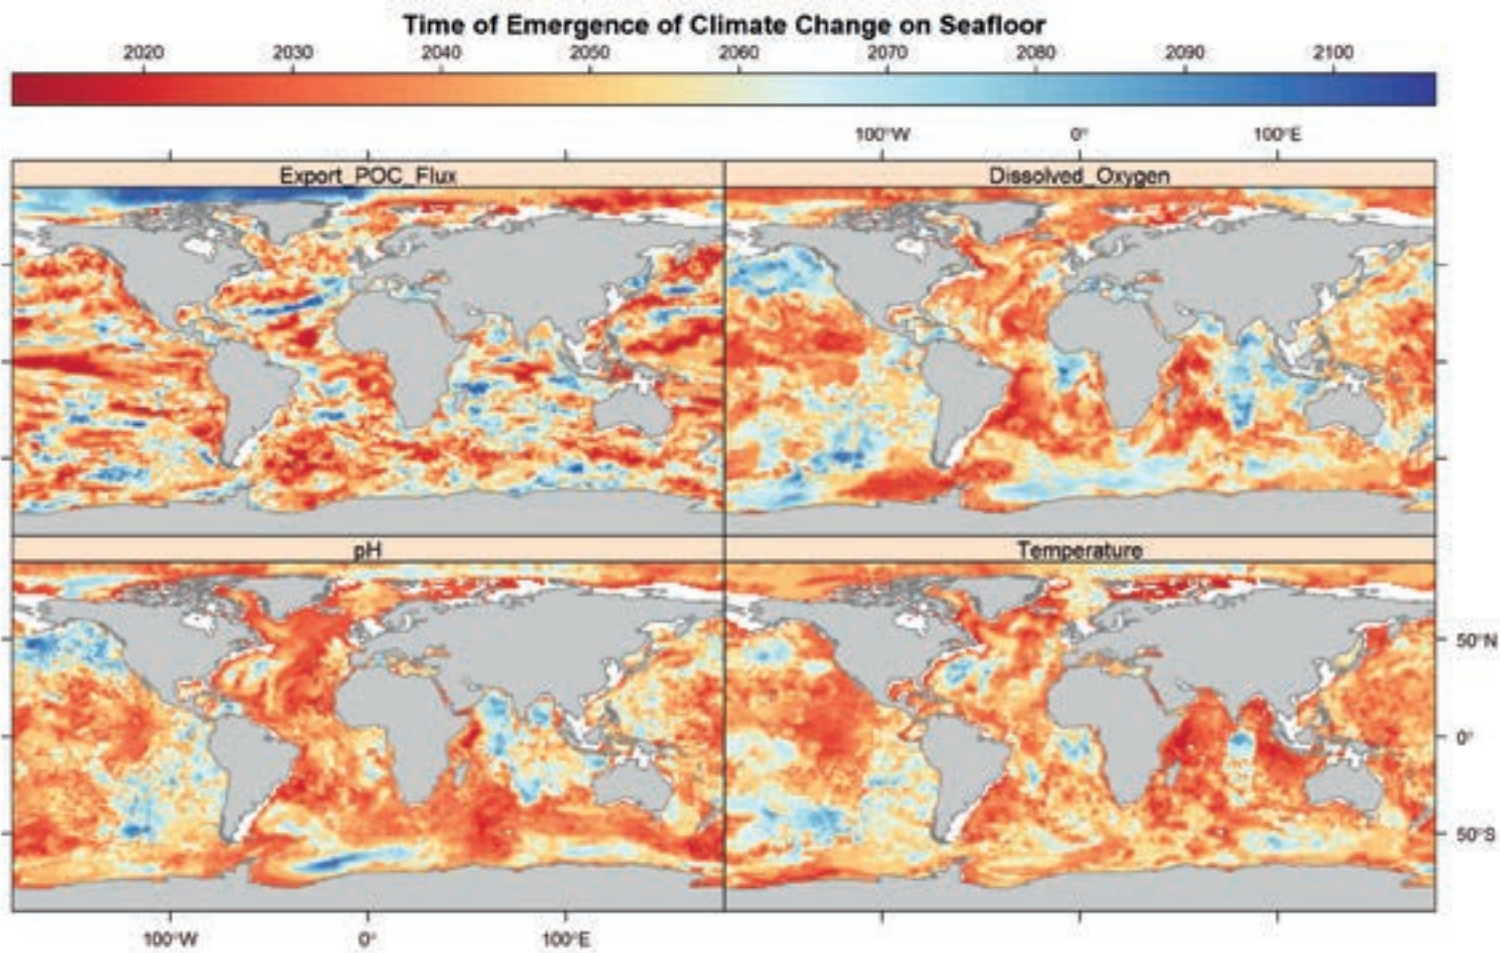 Time of Emergence of Climate Change on Seafloor
2020 2030 2040 2050 2060 2070 2080 2090 2100
100°W 0° 100°E
Export_POC_Flux Dissolved_Oxygen
pH Temperature
50°N
0°
50°S
100°W 0° 100°E